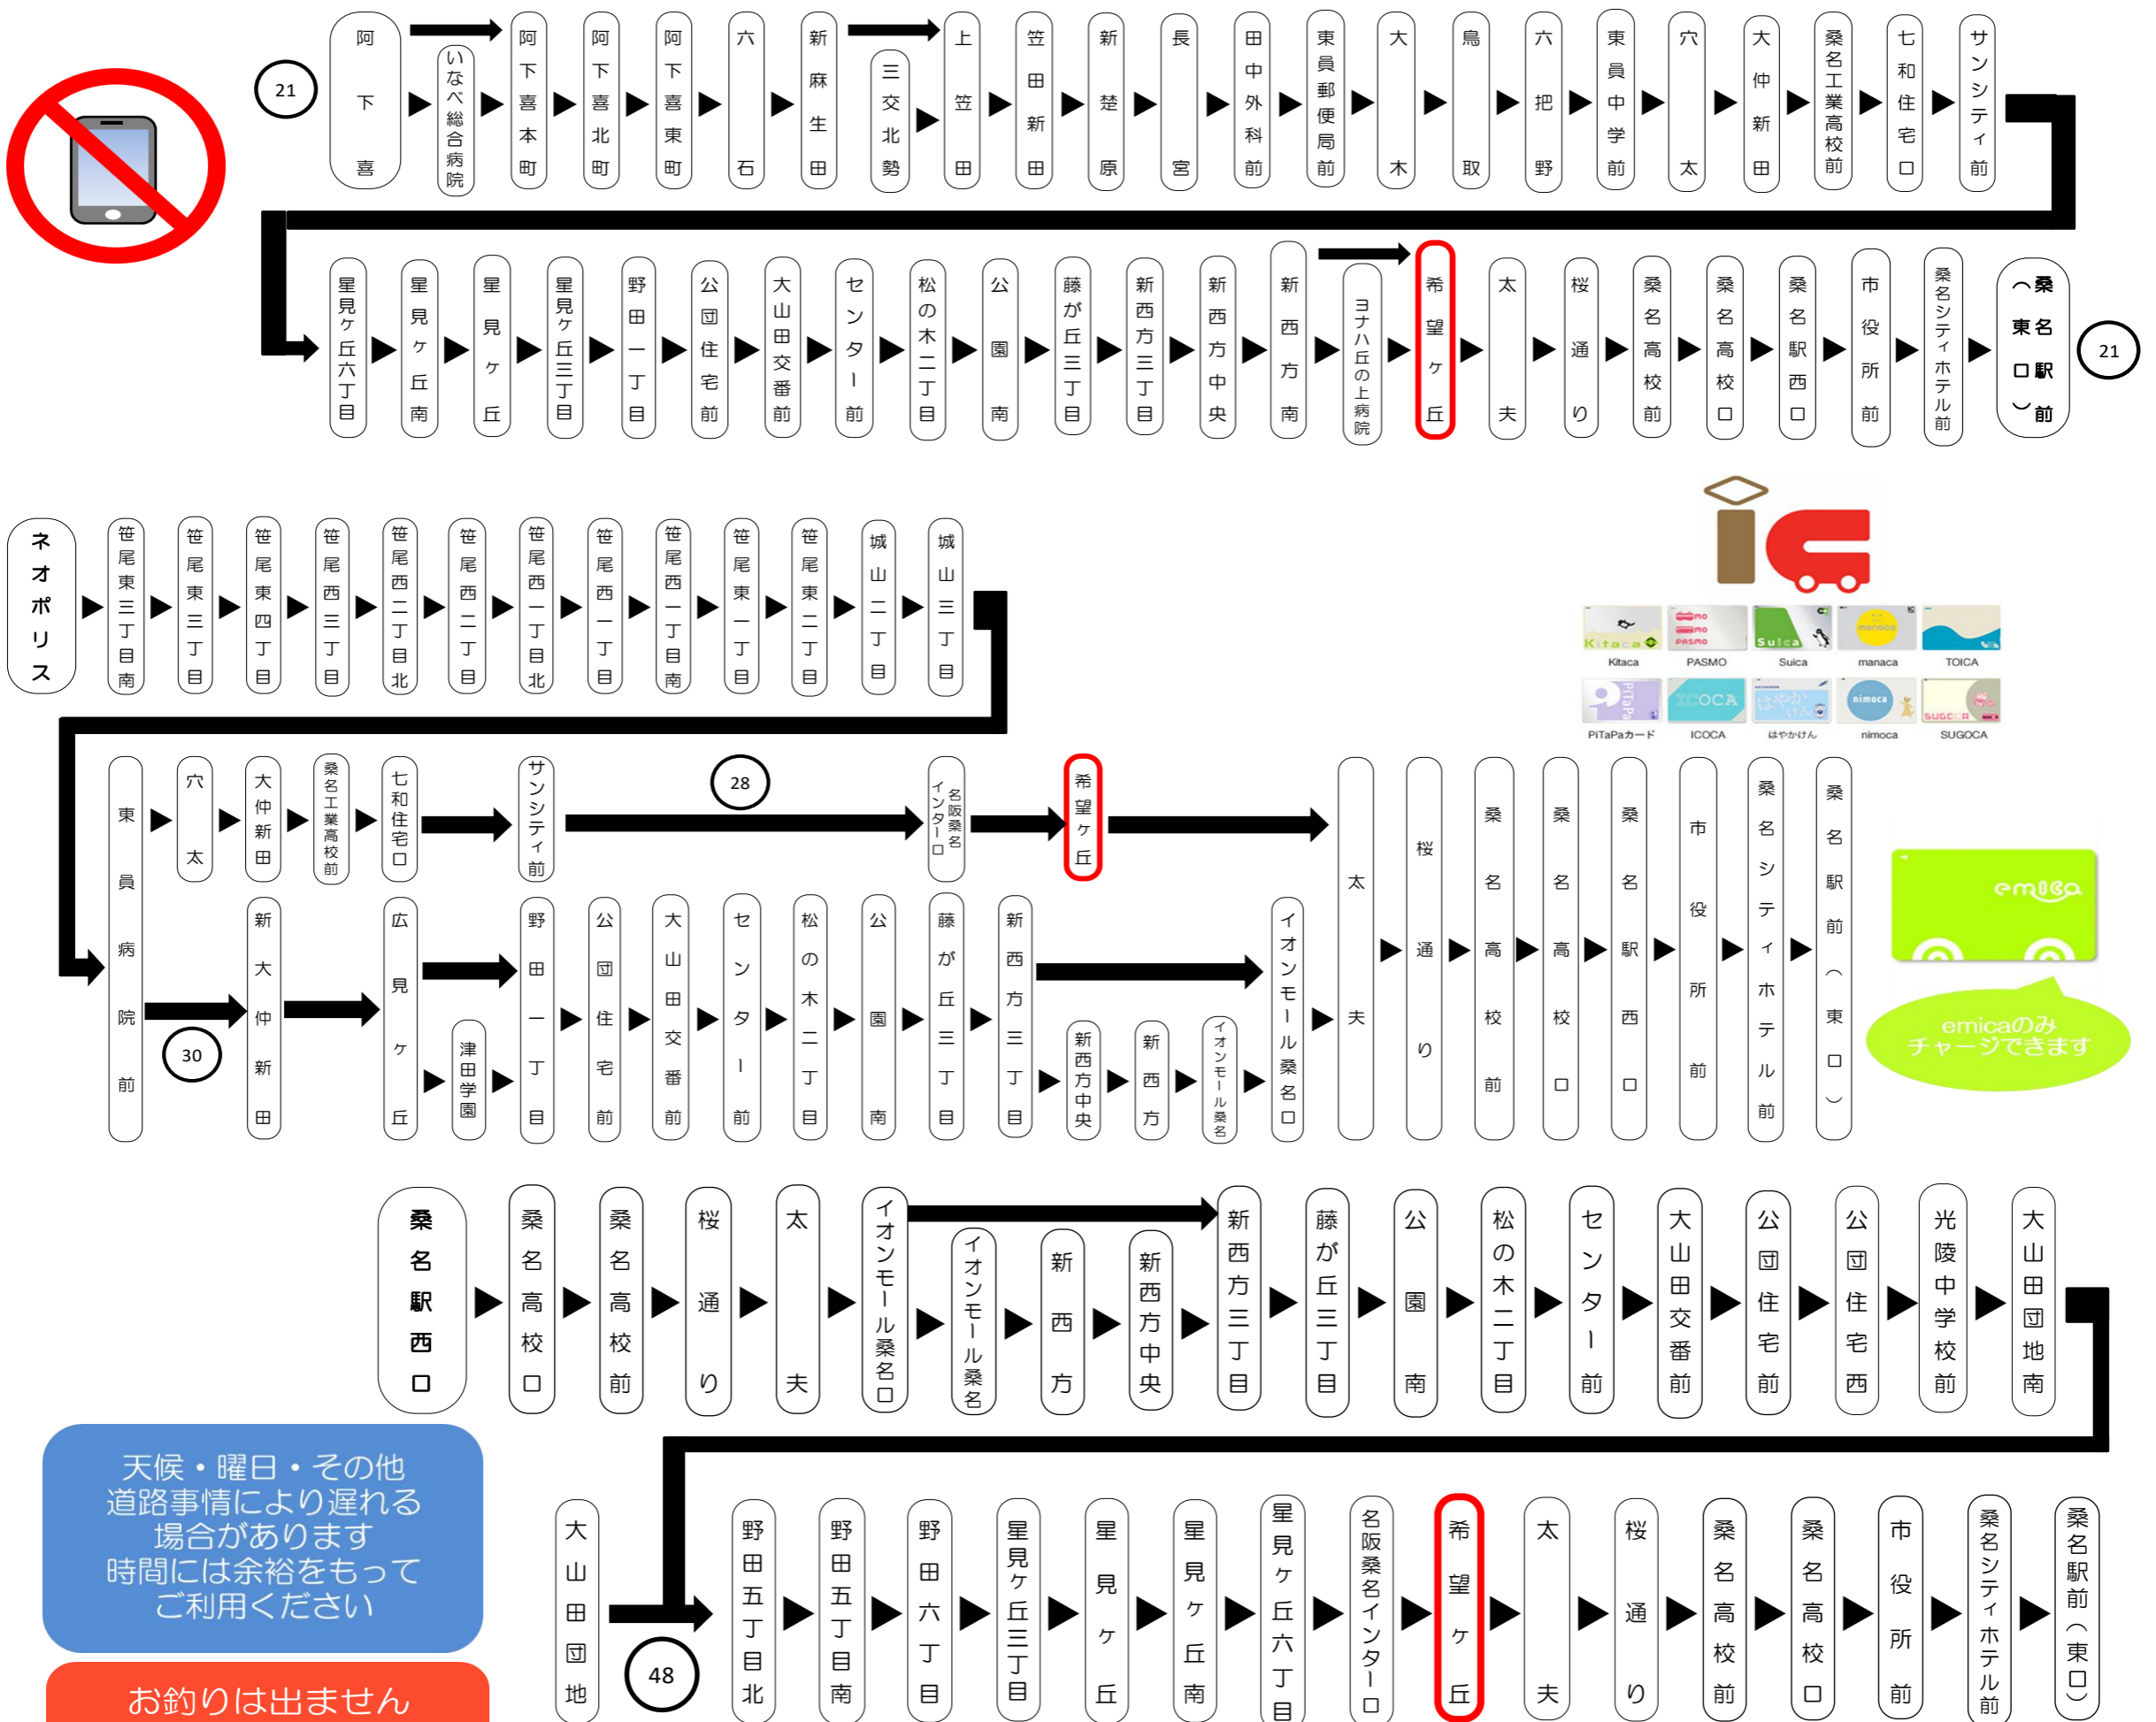 21
阿下喜
いなべ総合病院
阿下喜本町
阿下喜北町
阿下喜東町
六石
新麻生田
三交北勢
上笠田
笠田新田
新楚原
長宮
田中外科前
東員郵便局前
大木
鳥取
六把野
東員中学前
穴太
大仲新田
桑名工業高校前
七和住宅口
サンシティ前
星見ヶ丘六丁目
星見ヶ丘南
星見ヶ丘
星見ヶ丘三丁目
野田一丁目
公団住宅前
大山田交番前
センター前
松の木二丁目
公園南
藤が丘三丁目
新西方三丁目
新西方中央
新西方南
ヨナハ丘の上病院
希望ヶ丘
太夫
桜通り
桑名高校前
桑名高校口
桑名駅西口
市役所前
桑名シティホテル前
桑名駅前
(東口)
21
ic
Kitaca
PASMO
Suica
manaca
TOICA
PiTaPaカード
ICOCA
はやかけん
nimoca
SUGOCA
ネオポリス
笹尾東三丁目南
笹尾東三丁目
笹尾東四丁目
笹尾西三丁目
笹尾西二丁目北
笹尾西二丁目
笹尾西一丁目北
笹尾西一丁目
笹尾西一丁目南
笹尾東一丁目
笹尾東二丁目
城山二丁目
城山三丁目
東員病院前
穴太
大仲新田
桑名工業高校前
七和住宅口
サンシティ前
28
名阪桑名
インター口
希望ヶ丘
30
新大仲新田
広見ヶ丘
津田学園
野田一丁目
公団住宅前
大山田交番前
センター前
松の木二丁目
公園南
藤が丘三丁目
新西方三丁目
新西方中央
新西方
イオンモール桑名
イオンモール桑名口
太夫
桜通り
桑名高校前
桑名高校口
桑名駅西口
市役所前
桑名シティホテル前
桑名駅前(東口)
emica
emicaのみ
チャージできます
桑名駅西口
桑名高校口
桑名高校前
桜通り
太夫
イオンモール桑名口
イオンモール桑名
新西方
新西方中央
新西方三丁目
藤が丘三丁目
公園南
松の木二丁目
センター前
大山田交番前
公団住宅前
公団住宅西
光陵中学校前
大山田団地南
大山田団地
48
野田五丁目北
野田五丁目南
野田六丁目
星見ヶ丘三丁目
星見ヶ丘
星見ヶ丘南
星見ヶ丘六丁目
名阪桑名インター口
希望ヶ丘
太夫
桜通り
桑名高校前
桑名高校口
市役所前
桑名シティホテル前
桑名駅前(東口)
天候・曜日・その他
道路事情により遅れる
場合があります
時間には余裕をもって
ご利用ください
お釣りは出ません